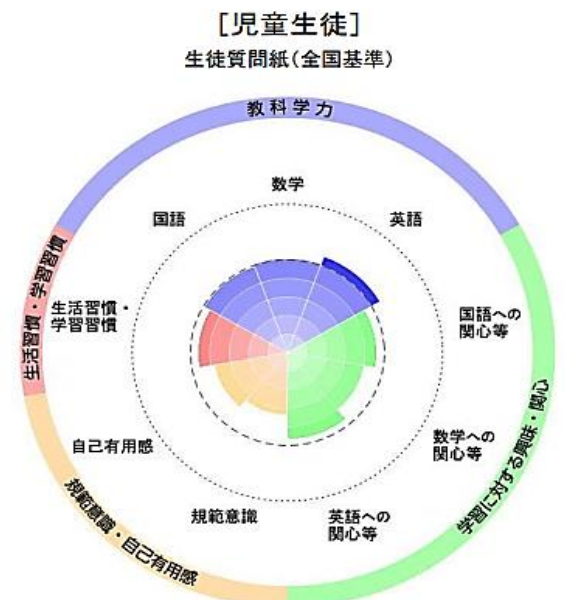 ［児童生徒］
生徒質問紙（全国基準）
教科学力
数学
国語
英語
生活習慣・学習習慣
生活習慣・
学習習慣
国語への
関心等
自己有用感
数学への
関心等
学習に対する興味・関心
規範意識
英語への
関心等
規範意識・自己有用感